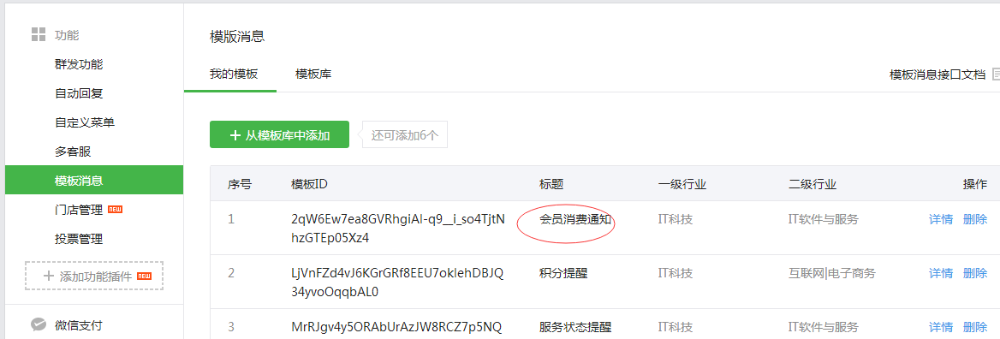 功能
群发功能
自动回复
自定义菜单
多客服
模板消息
门店管理 NEW
投票管理
+ 添加功能插件 NEW
微信支付
模版消息
我的模板 模板库 模板消息接口文档
+ 从模板库中添加 还可添加6个
序号 模板ID 标题 一级行业 二级行业 操作
1 2qW6Ew7ea8GVRhgiAl-q9__i_so4TjtN 会员消费通知 IT科技 IT软件与服务 详情 删除
hzGTEp05Xz4
2 LjVnFZd4vJ6KGrGRf8EEU7oklehDBJQ 积分提醒 IT科技 互联网|电子商务 详情 删除
34yvoOqqbAL0
3 MrRJgv4y5ORAbUrAzJW8RCZ7p5NQ 服务状态提醒 IT科技 IT软件与服务 详情 删除